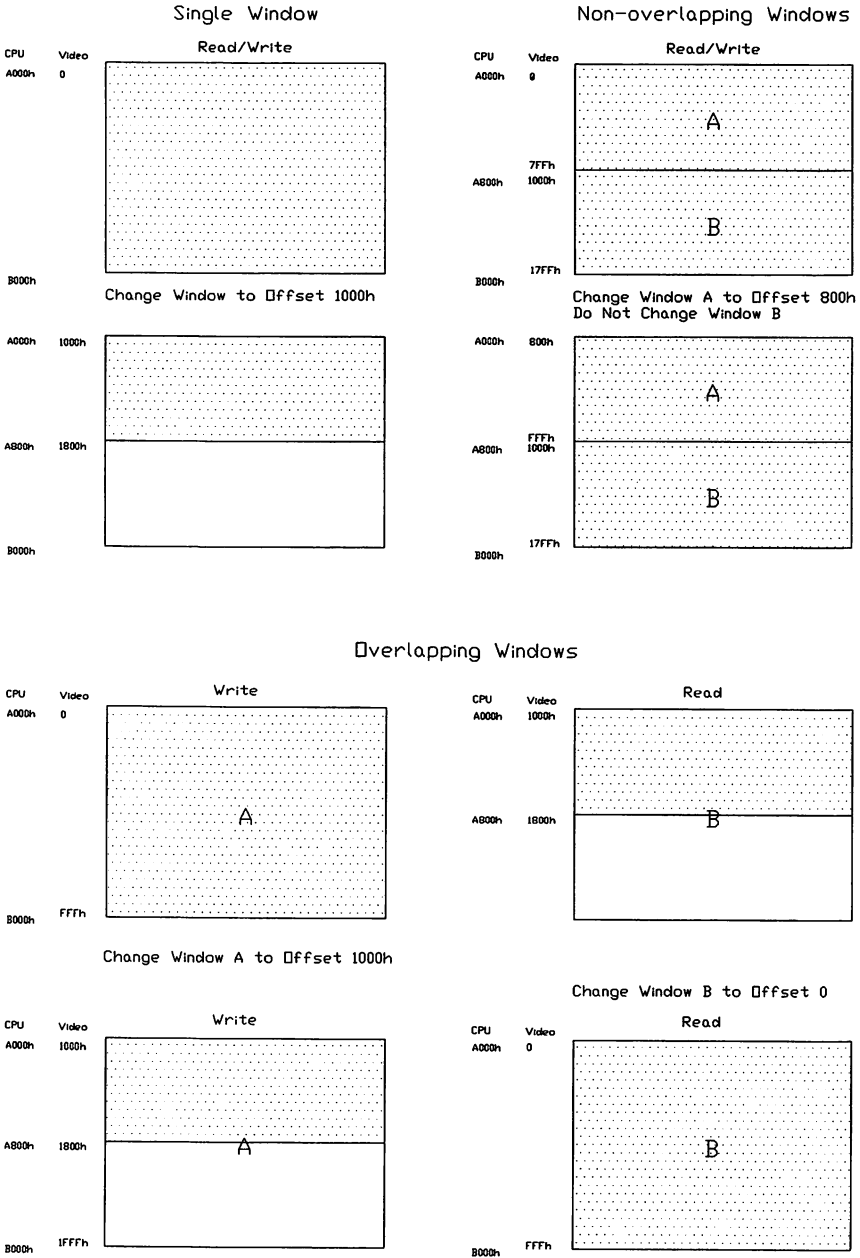 Single Window
Read/Write
CPU Video
A000h 0
B000h
Change Window to Offset 1000h
A000h 1000h
A800h 1800h
B000h
Non-overlapping Windows
Read/Write
CPU Video
A000h 0
A
7FFh
A800h 1000h
B
17FFh
B000h
Change Window A to Offset 800h
Do Not Change Window B
A000h 800h
A
FFFh
A800h 1000h
B
17FFh
B000h
Overlapping Windows
Write
CPU Video
A000h 0
A
FFFh
B000h
Change Window A to Offset 1000h
Read
CPU Video
A000h 1000h
A800h 1800h
B
Write
CPU Video
A000h 1000h
A800h 1800h
A
1FFFh
B000h
Change Window B to Offset 0
Read
CPU Video
A000h 0
B
FFFh
B000h